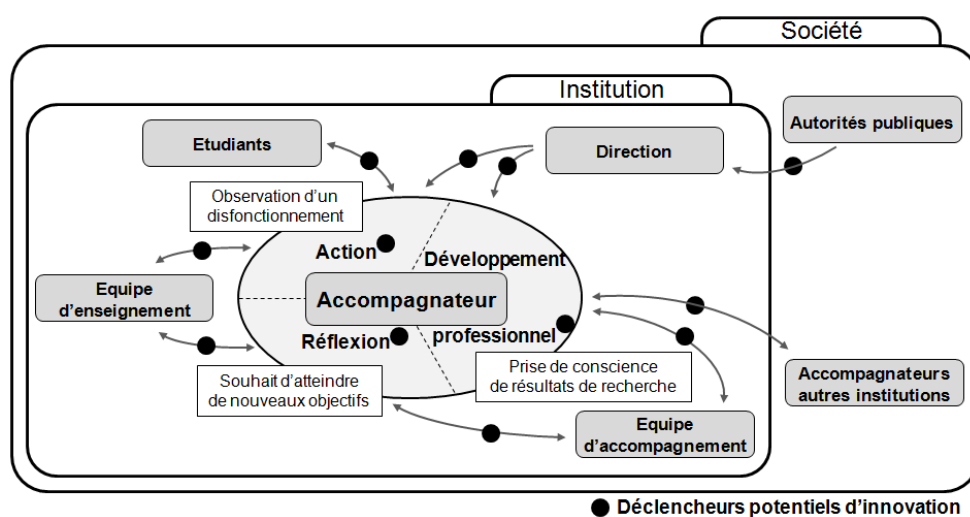 Société
Institution
Autorités publiques
Etudiants
Direction
Observation d'un
disfonctionnement
Action
Développement
Equipe
d'enseignement
Accompagnateur
Réflexion
professionnel
Souhait d'atteindre
de nouveaux objectifs
Prise de conscience
de résultats de recherche
Accompagnateurs
autres institutions
Equipe
d'accompagnement
Déclencheurs potentiels d'innovation